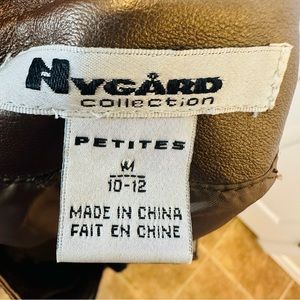 NYGÅRD
collection
PETITES
M
10-12
MADE IN CHINA
FAIT EN CHINE